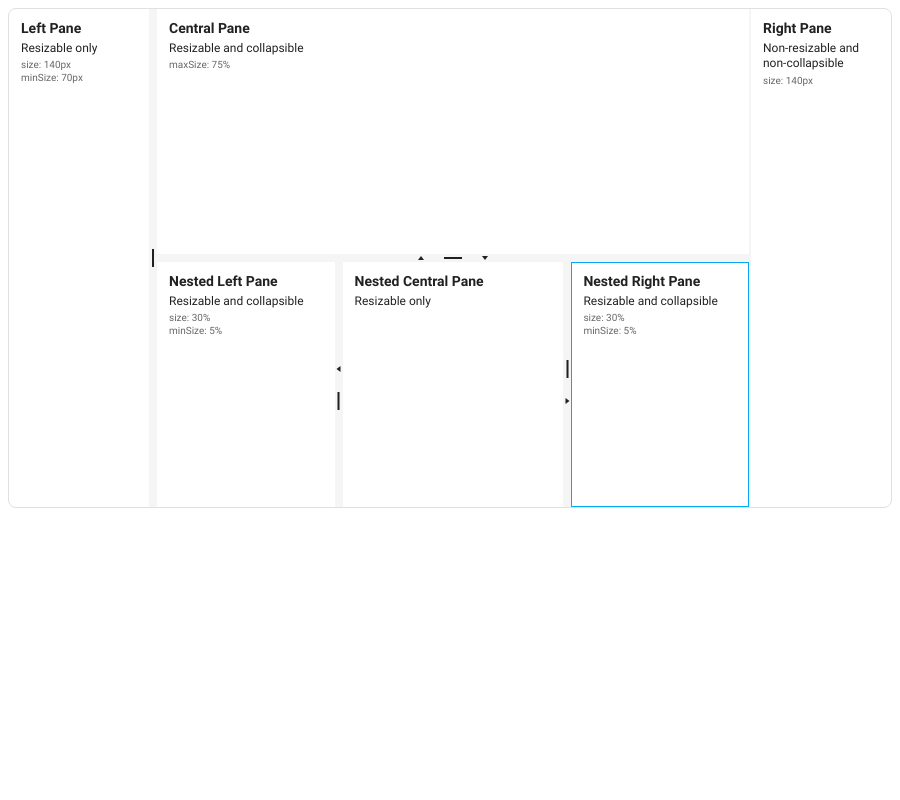 Left Pane
Resizable only
size: 140px
minSize: 70px
Central Pane
Resizable and collapsible
maxSize: 75%
Right Pane
Non-resizable and
non-collapsible
size: 140px
Nested Left Pane
Resizable and collapsible
size: 30%
minSize: 5%
Nested Central Pane
Resizable only
Nested Right Pane
Resizable and collapsible
size: 30%
minSize: 5%